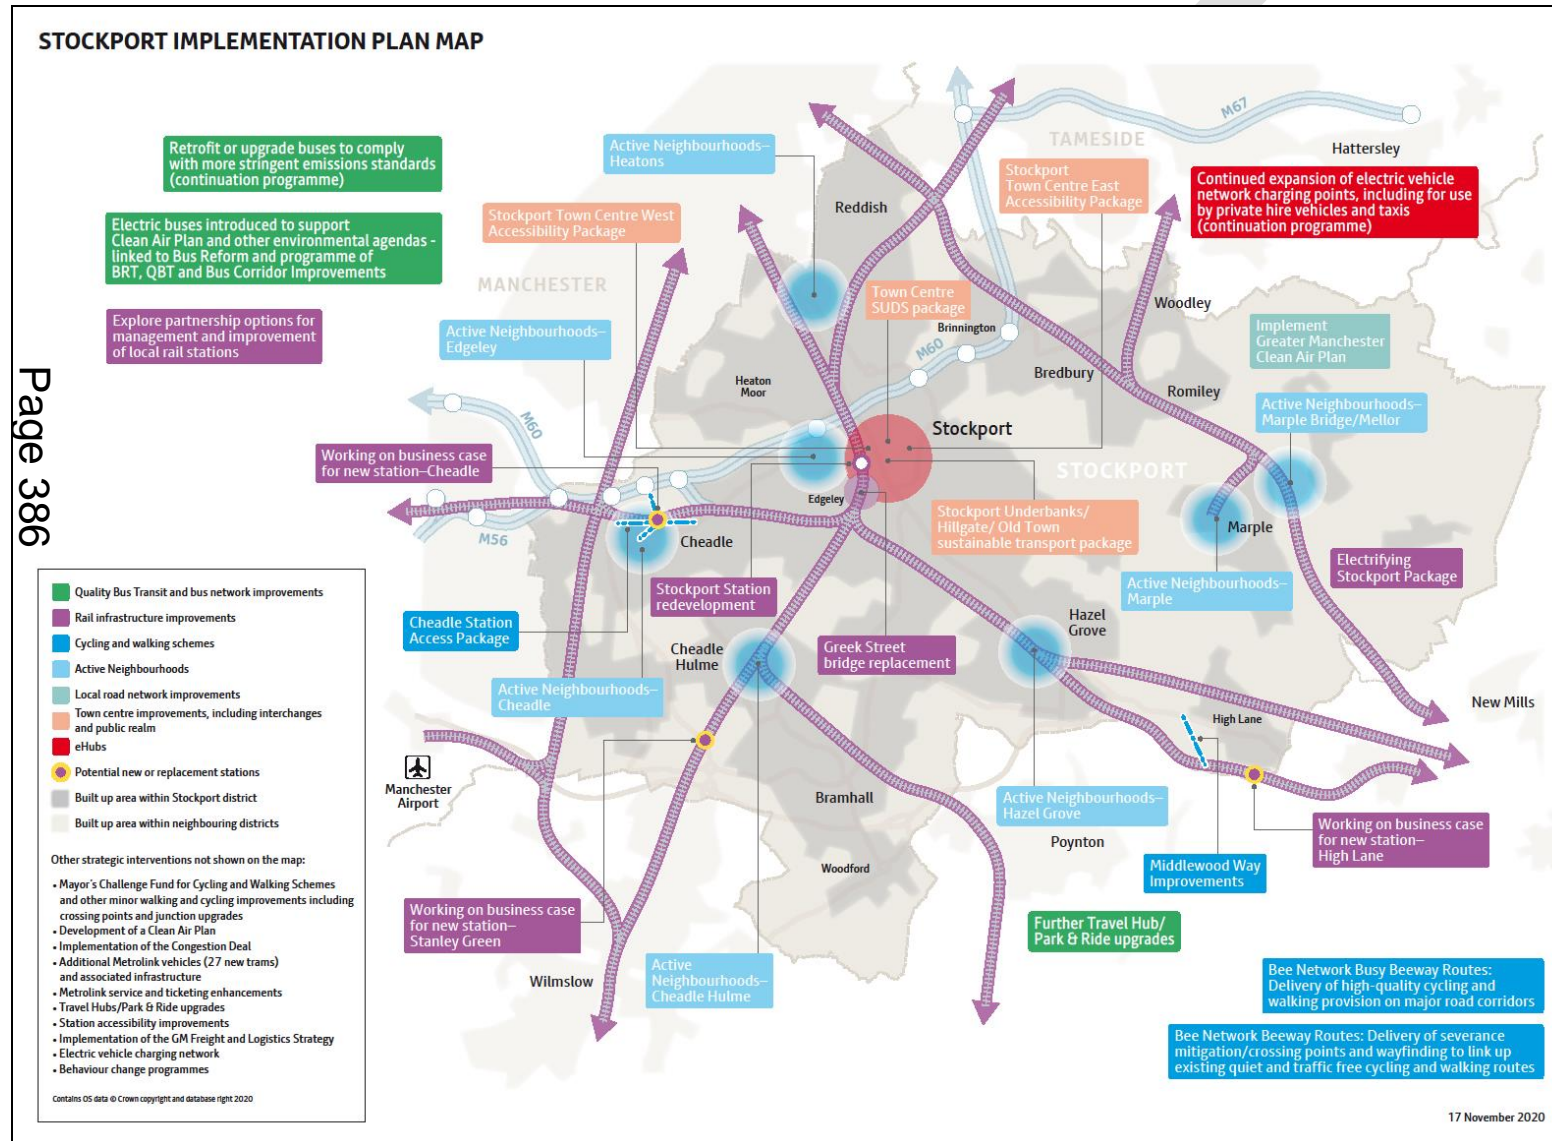 STOCKPORT IMPLEMENTATION PLAN MAP
Retrofit or upgrade buses to comply
with more stringent emissions standards
(continuation programme)
Electric buses introduced to support
Clean Air Plan and other environmental agendas -
linked to Bus Reform and programme of
BRT, QBT and Bus Corridor Improvements
Explore partnership options for
management and improvement
of local rail stations
Active Neighbourhoods–
Heatons
Stockport Town Centre West
Accessibility Package
MANCHESTER
Active Neighbourhoods–
Edgeley
Reddish
Town Centre
SUDS package
Brinnington
Heaton
Moor
M60
M67
TAMESIDE
Hattersley
Stockport
Town Centre East
Accessibility Package
Continued expansion of electric vehicle
network charging points, including for use
by private hire vehicles and taxis
(continuation programme)
Woodley
Implement
Greater Manchester
Clean Air Plan
Bredbury
Romiley
Active Neighbourhoods–
Marple Bridge/Mellor
Stockport
STOCKPORT
M60
Working on business case
for new station–Cheadle
Edgeley
M56
Cheadle
Stockport Underbanks/
Hillgate/ Old Town
sustainable transport package
Marple
Electrifying
Stockport Package
Active Neighbourhoods–
Marple
Stockport Station
redevelopment
Cheadle Station
Access Package
Cheadle
Hulme
Greek Street
bridge replacement
Hazel
Grove
Active Neighbourhoods–
Cheadle
High Lane
New Mills
Manchester
Airport
Bramhall
Active Neighbourhoods–
Hazel Grove
Poynton
Working on business case
for new station–
High Lane
Middlewood Way
Improvements
Woodford
Working on business case
for new station–
Stanley Green
Further Travel Hub/
Park & Ride upgrades
Wilmslow
Active
Neighbourhoods–
Cheadle Hulme
Bee Network Busy Beeway Routes:
Delivery of high-quality cycling and
walking provision on major road corridors
Bee Network Beeway Routes: Delivery of severance
mitigation/crossing points and wayfinding to link up
existing quiet and traffic free cycling and walking routes
Page 386
Quality Bus Transit and bus network improvements
Rail infrastructure improvements
Cycling and walking schemes
Active Neighbourhoods
Local road network improvements
Town centre improvements, including interchanges
and public realm
eHubs
Potential new or replacement stations
Built up area within Stockport district
Built up area within neighbouring districts
Other strategic interventions not shown on the map:
• Mayor's Challenge Fund for Cycling and Walking Schemes
and other minor walking and cycling improvements including
crossing points and junction upgrades
• Development of a Clean Air Plan
• Implementation of the Congestion Deal
• Additional Metrolink vehicles (27 new trams)
and associated infrastructure
• Metrolink service and ticketing enhancements
• Travel Hubs/Park & Ride upgrades
• Station accessibility improvements
• Implementation of the GM Freight and Logistics Strategy
• Electric vehicle charging network
• Behaviour change programmes
Contains OS data © Crown copyright and database right 2020
17 November 2020